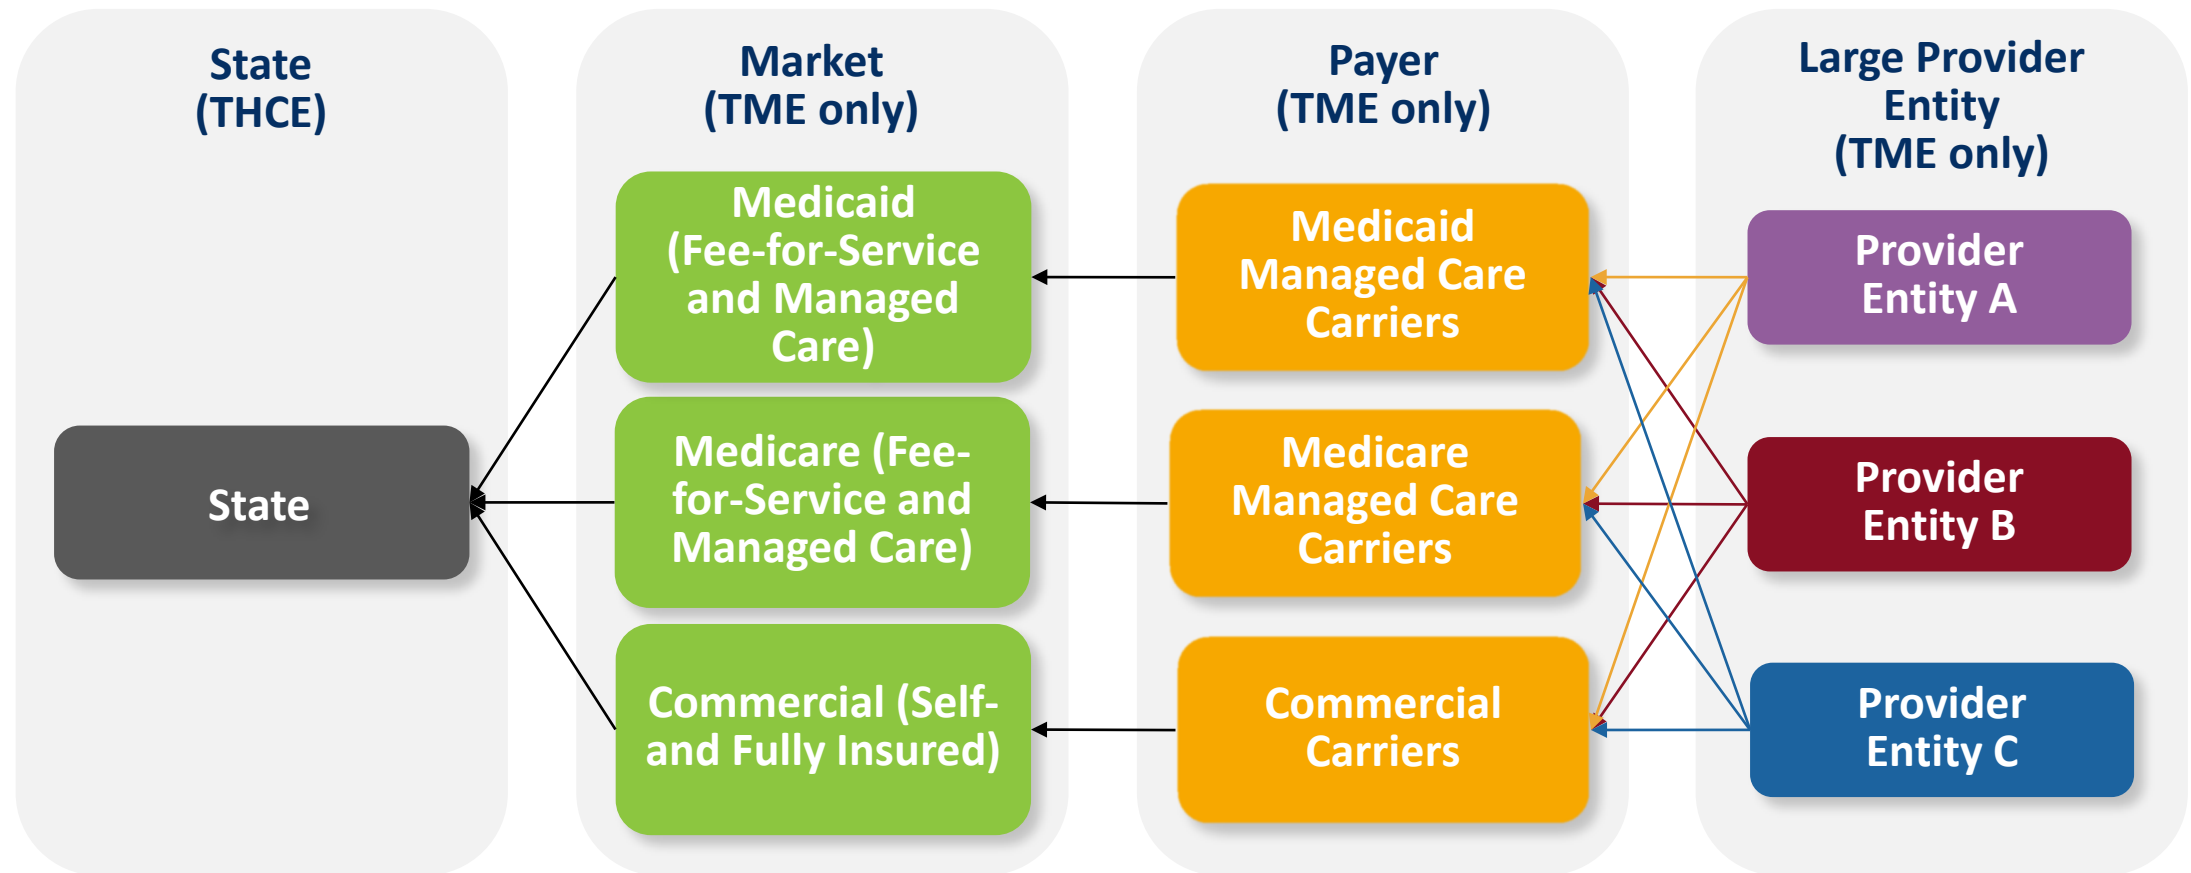 State
(THCE)
Market
(TME only)
Payer
(TME only)
Large Provider
Entity
(TME only)
Medicaid
(Fee-for-Service
and Managed
Care)
Medicaid
Managed Care
Carriers
Provider
Entity A
State
Medicare (Fee-
for-Service and
Managed Care)
Medicare
Managed Care
Carriers
Provider
Entity B
Commercial (Self-
and Fully Insured)
Commercial
Carriers
Provider
Entity C